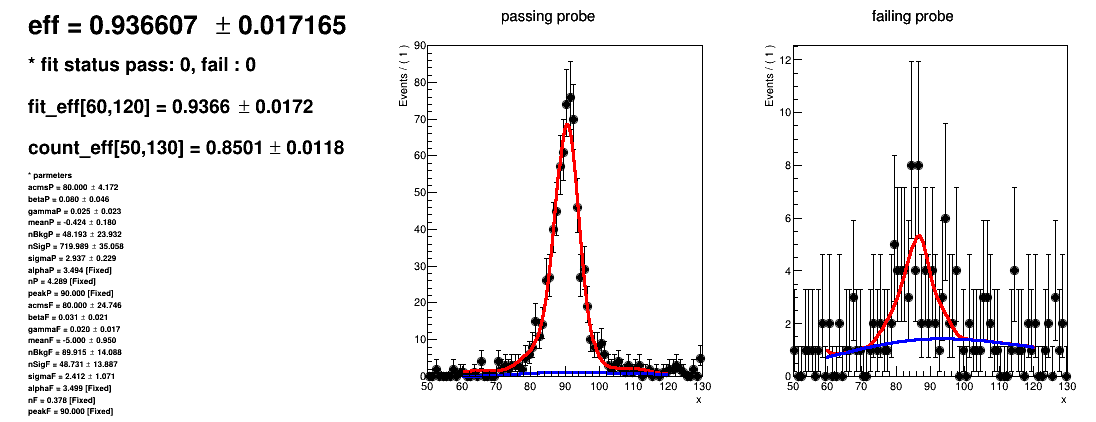 eff = 0.936607 ± 0.017165
* fit status pass: 0, fail : 0
fit_eff[60,120] = 0.9366 ± 0.0172
count_eff[50,130] = 0.8501 ± 0.0118
* parmeters
acmsP = 80.000 ± 4.172
betaP = 0.080 ± 0.046
gammaP = 0.025 ± 0.023
meanP = -0.424 ± 0.180
nBkgP = 48.193 ± 23.932
nSigP = 719.989 ± 35.058
sigmaP = 2.937 ± 0.229
alphaP = 3.494 [Fixed]
nP = 4.289 [Fixed]
peakP = 90.000 [Fixed]
acmsF = 80.000 ± 24.746
betaF = 0.031 ± 0.021
gammaF = 0.020 ± 0.017
meanF = -5.000 ± 0.950
nBkgF = 89.915 ± 14.088
nSigF = 48.731 ± 13.887
sigmaF = 2.412 ± 1.071
alphaF = 3.499 [Fixed]
nF = 0.378 [Fixed]
peakF = 90.000 [Fixed]
passing probe
Events / ( 1 )
90
80
70
60
50
40
30
20
10
0
50 60 70 80 90 100 110 120 130
x
failing probe
Events / ( 1 )
12
10
8
6
4
2
0
50 60 70 80 90 100 110 120 130
x